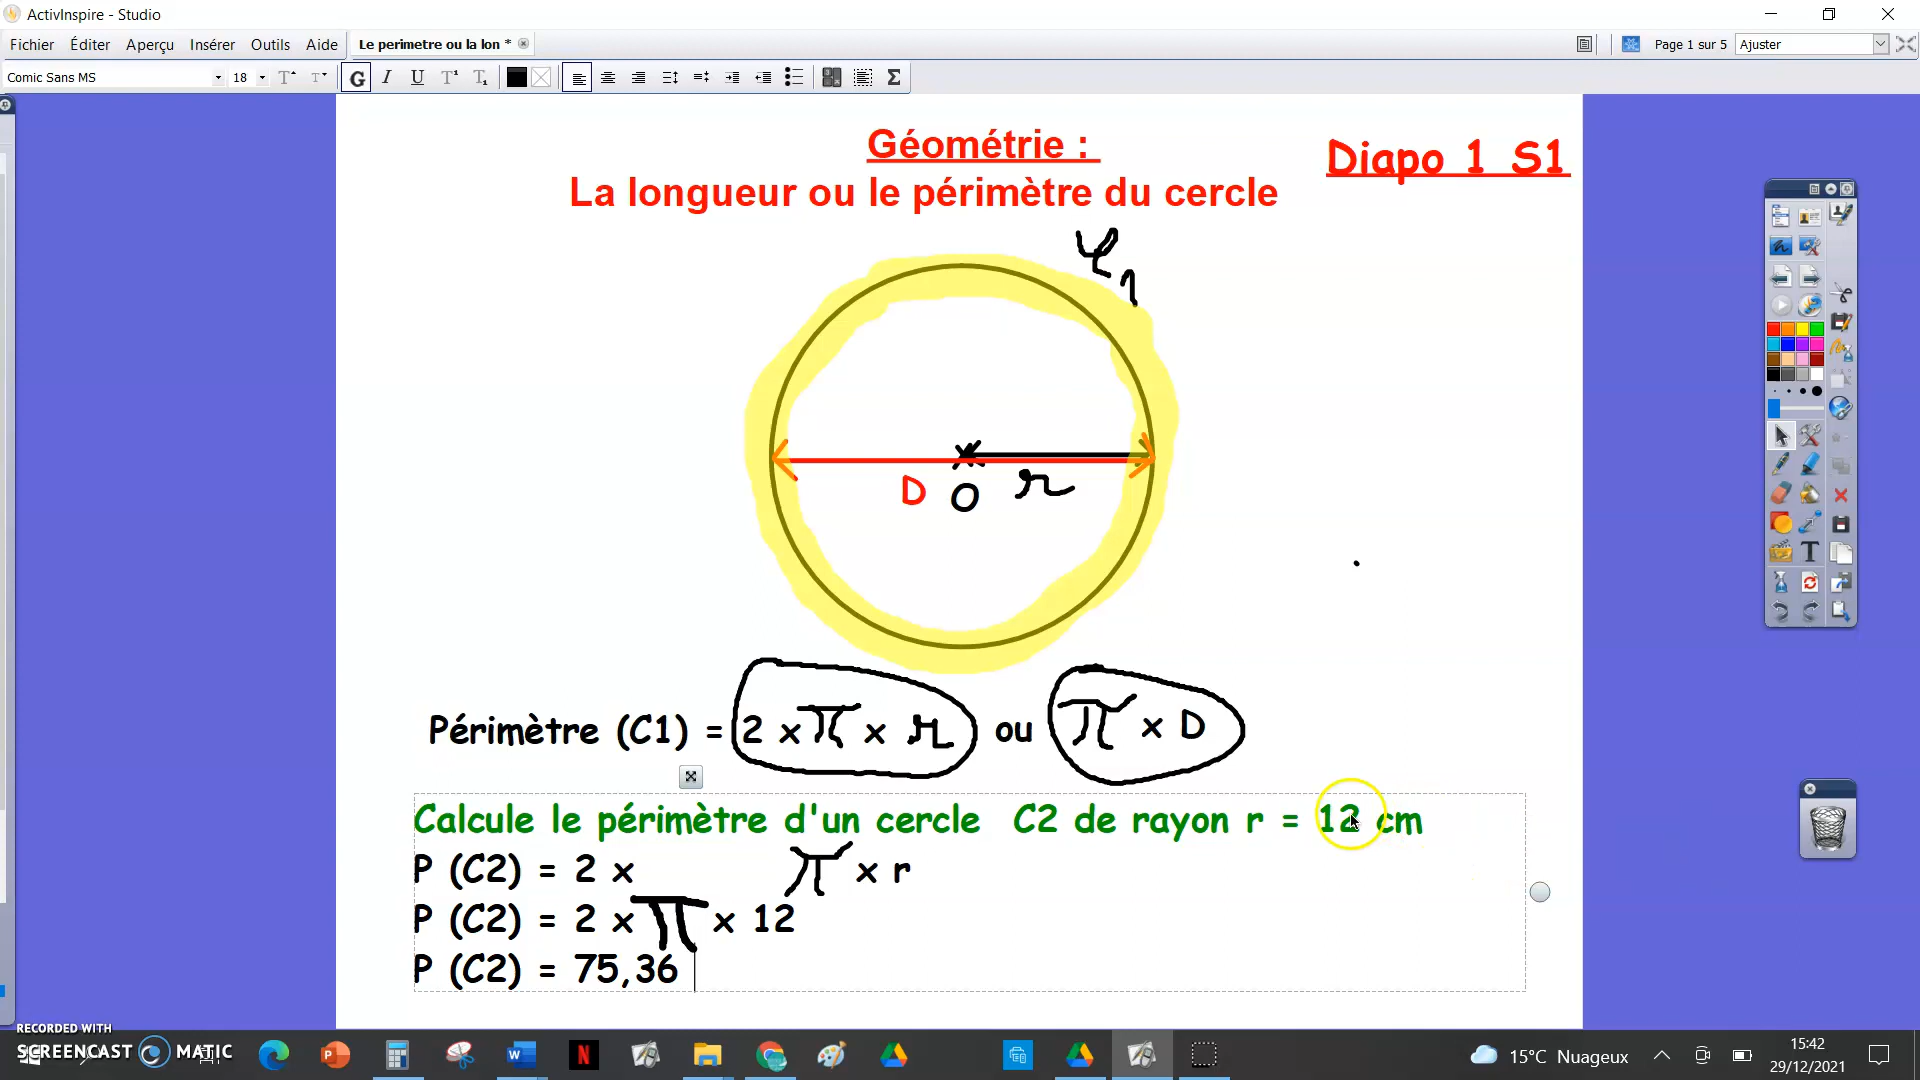 ActivInspire - Studio
Fichier Éditer Aperçu Insérer Outils Aide
Le perimetre ou la lon *
Page 1 sur 5 Ajuster
Comic Sans MS 18
G I U
Géométrie :
Diapo 1 S1
La longueur ou le périmètre du cercle
1
D O r
Périmètre (C1) = 2 x π x r ou π x D
Calcule le périmètre d'un cercle C2 de rayon r = 12 cm
P (C2) = 2 x π x r
P (C2) = 2 x π x 12
P (C2) = 75,36
RECORDED WITH
SCREENCAST MATIC
15°C Nuageux
15:42
29/12/2021